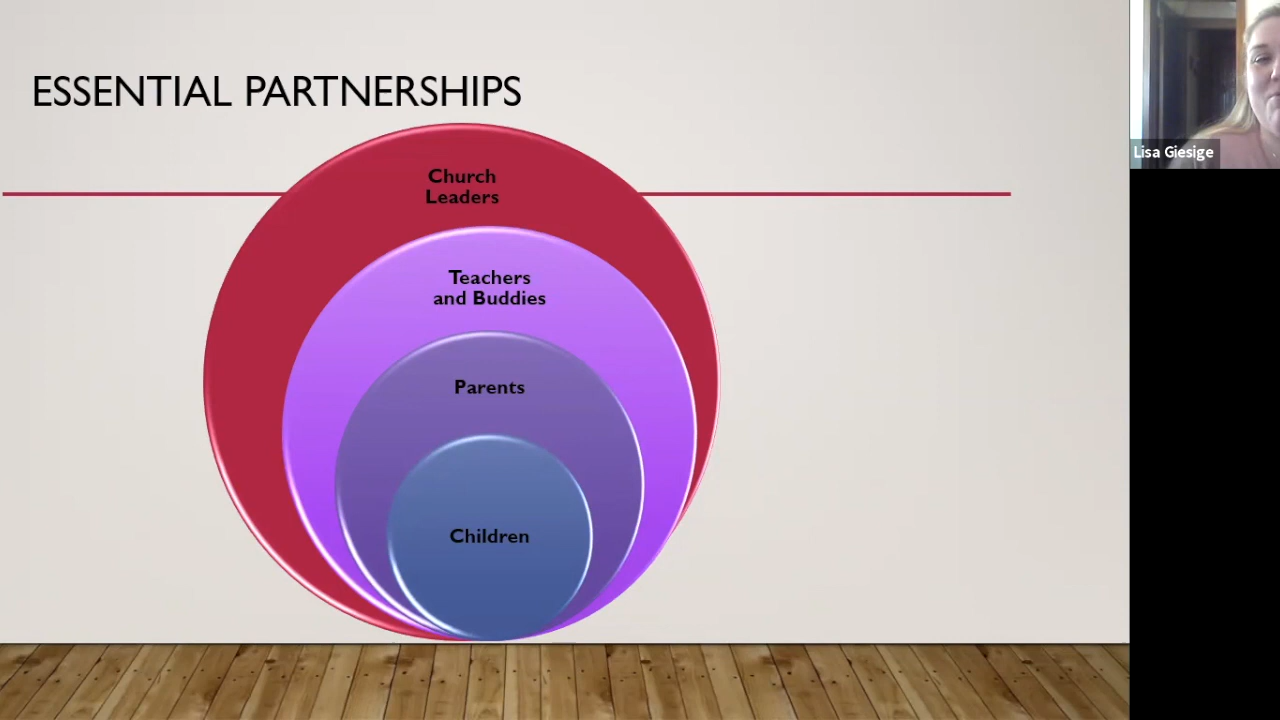 ESSENTIAL PARTNERSHIPS
Church
Leaders
Teachers
and Buddies
Parents
Children
Lisa Giesige